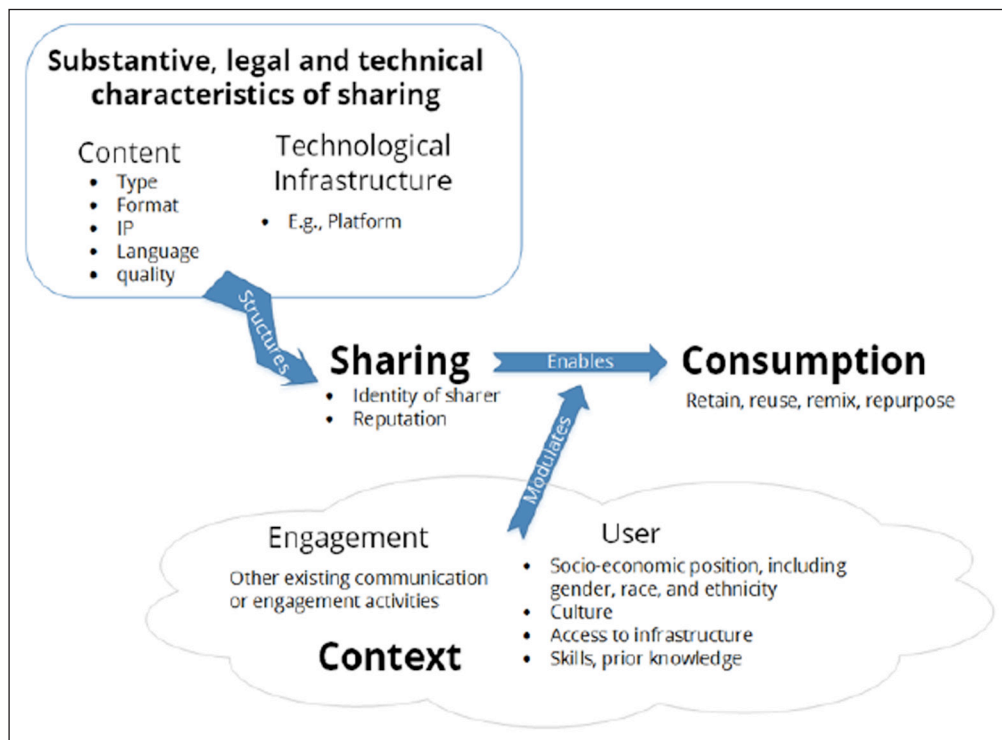 Substantive, legal and technical
characteristics of sharing
Content
• Type
• Format
• IP
• Language
• quality
Technological
Infrastructure
• E.g., Platform
Structures
Sharing
• Identity of sharer
• Reputation
Enables
Consumption
Retain, reuse, remix, repurpose
Modulates
Engagement
Other existing communication
or engagement activities
User
• Socio-economic position, including
gender, race, and ethnicity
• Culture
• Access to infrastructure
• Skills, prior knowledge
Context